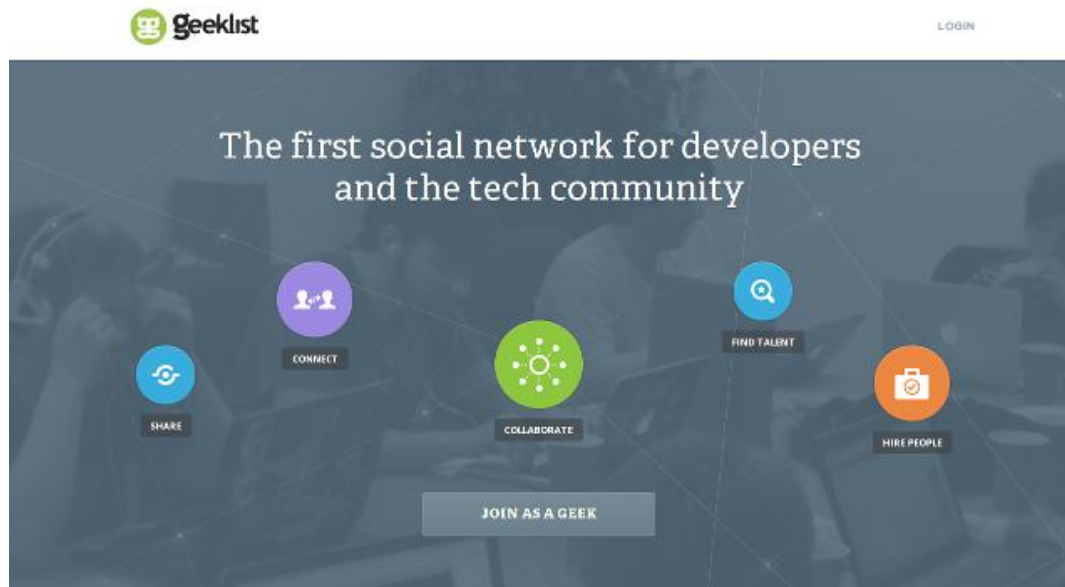 geeklist
LOGIN
The first social network for developers
and the tech community
CONNECT
FIND TALENT
SHARE
COLLABORATE
HIRE PEOPLE
JOIN AS A GEEK